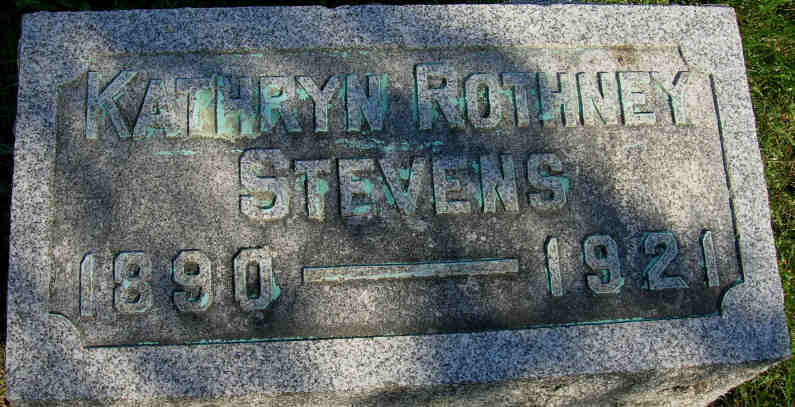 KATHRYN ROTHNEY
STEVENS
1890 — 1921